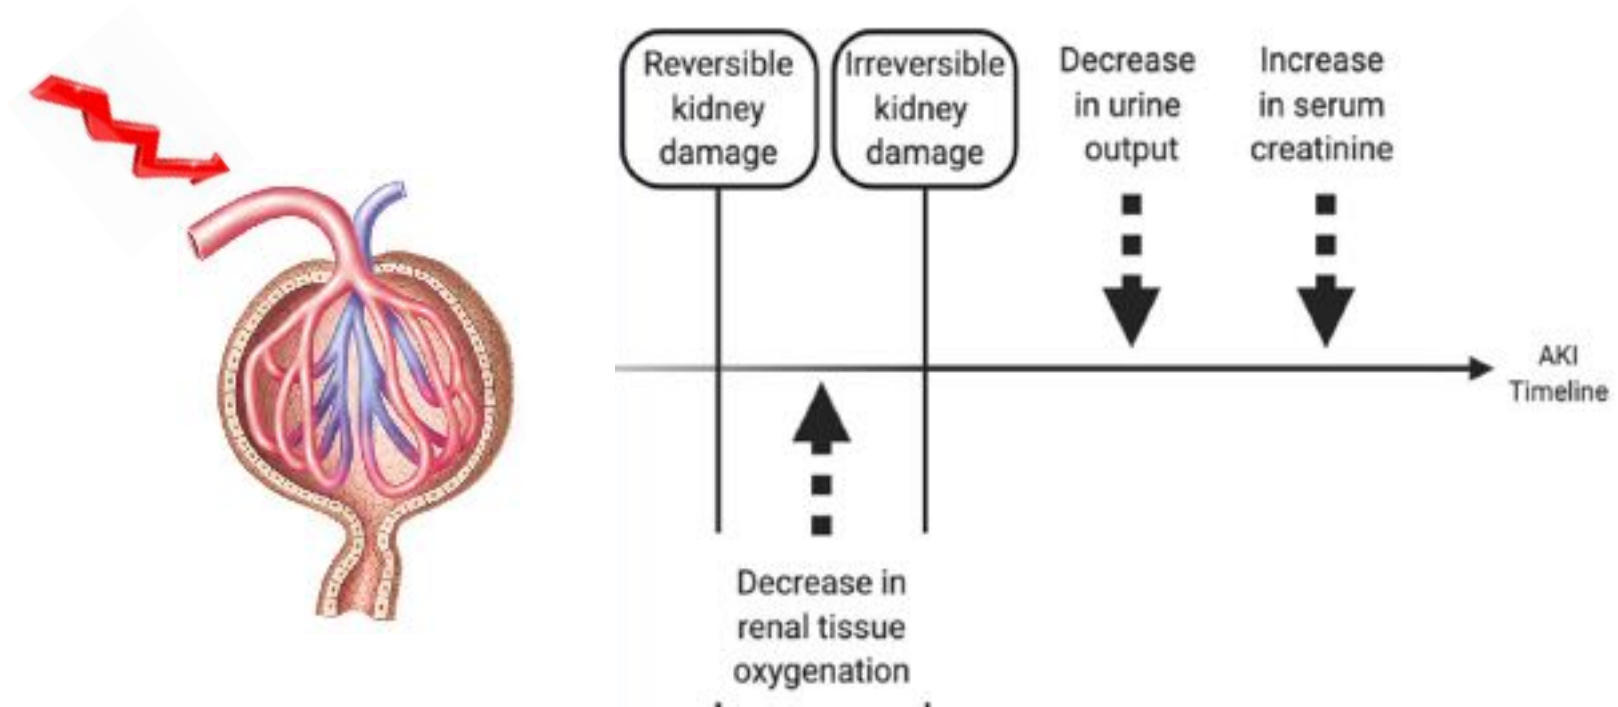 Reversible
kidney
damage
Irreversible
kidney
damage
Decrease
in urine
output
Increase
in serum
creatinine
AKI
Timeline
Decrease in
renal tissue
oxygenation